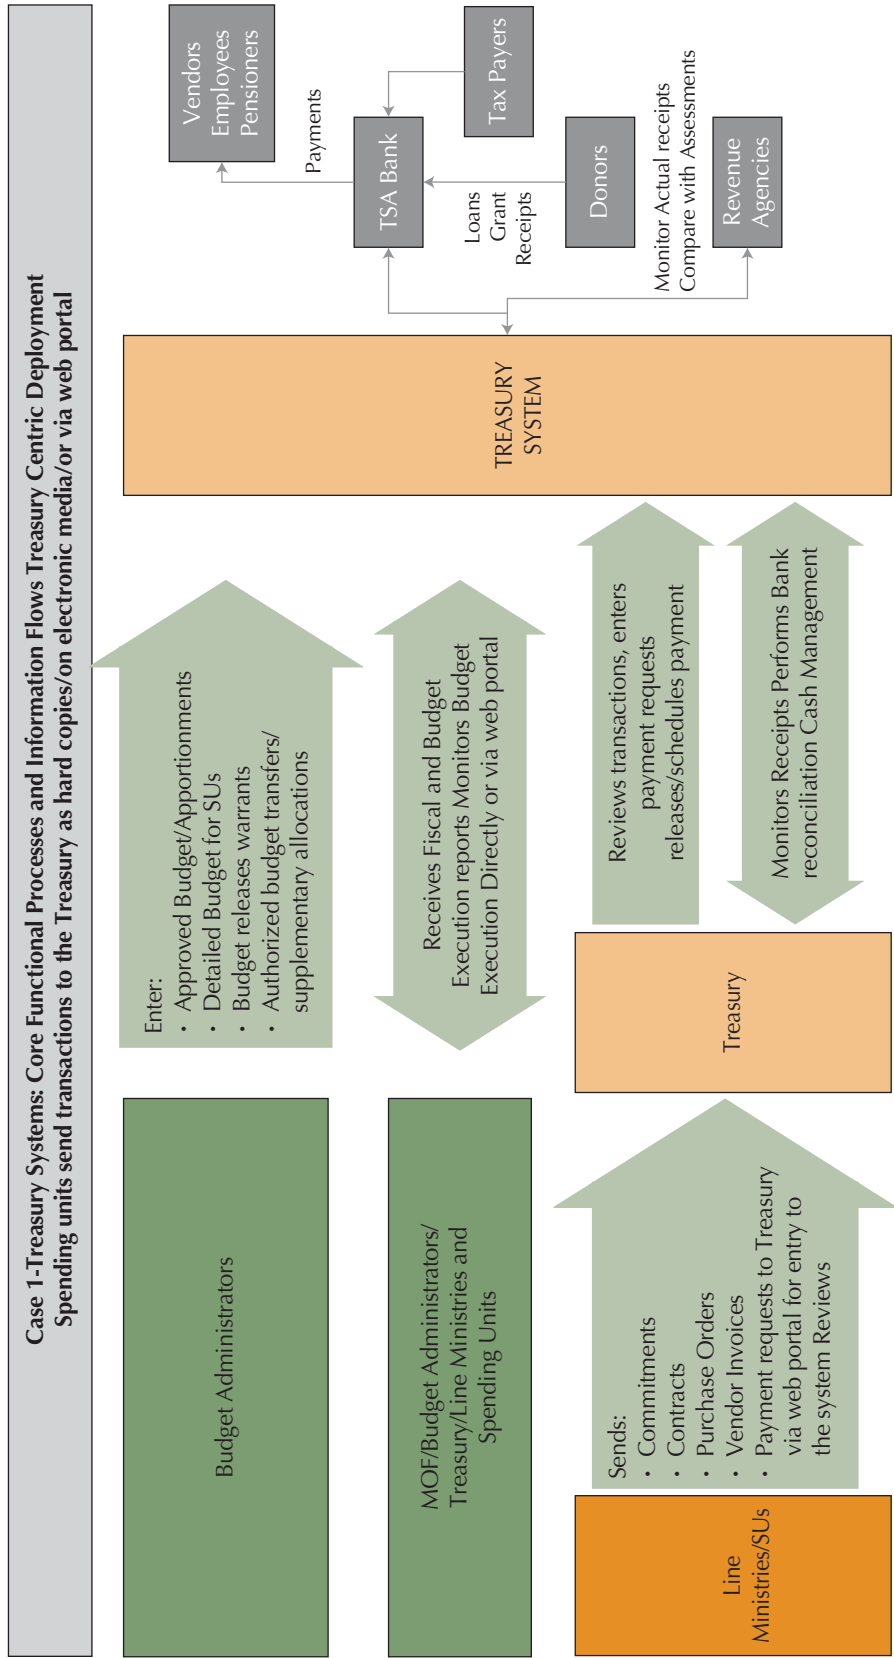 Case 1-Treasury Systems: Core Functional Processes and Information Flows Treasury Centric Deployment
Spending units send transactions to the Treasury as hard copies/on electronic media/or via web portal
Budget Administrators
Enter:
• Approved Budget/Apportionments
• Detailed Budget for SUs
• Budget releases warrants
• Authorized budget transfers/
supplementary allocations
MOF/Budget Administrators/
Treasury/Line Ministries and
Spending Units
Receives Fiscal and Budget
Execution reports Monitors Budget
Execution Directly or via web portal
Line
Ministries/SUs
Sends:
• Commitments
• Contracts
• Purchase Orders
• Vendor Invoices
• Payment requests to Treasury
via web portal for entry to
the system Reviews
Treasury
Reviews transactions, enters
payment requests
releases/schedules payment
Monitors Receipts Performs Bank
reconciliation Cash Management
TREASURY
SYSTEM
Vendors
Employees
Pensioners
Payments
TSA Bank
Tax Payers
Loans
Grant
Receipts
Donors
Monitor Actual receipts
Compare with Assessments
Revenue
Agencies